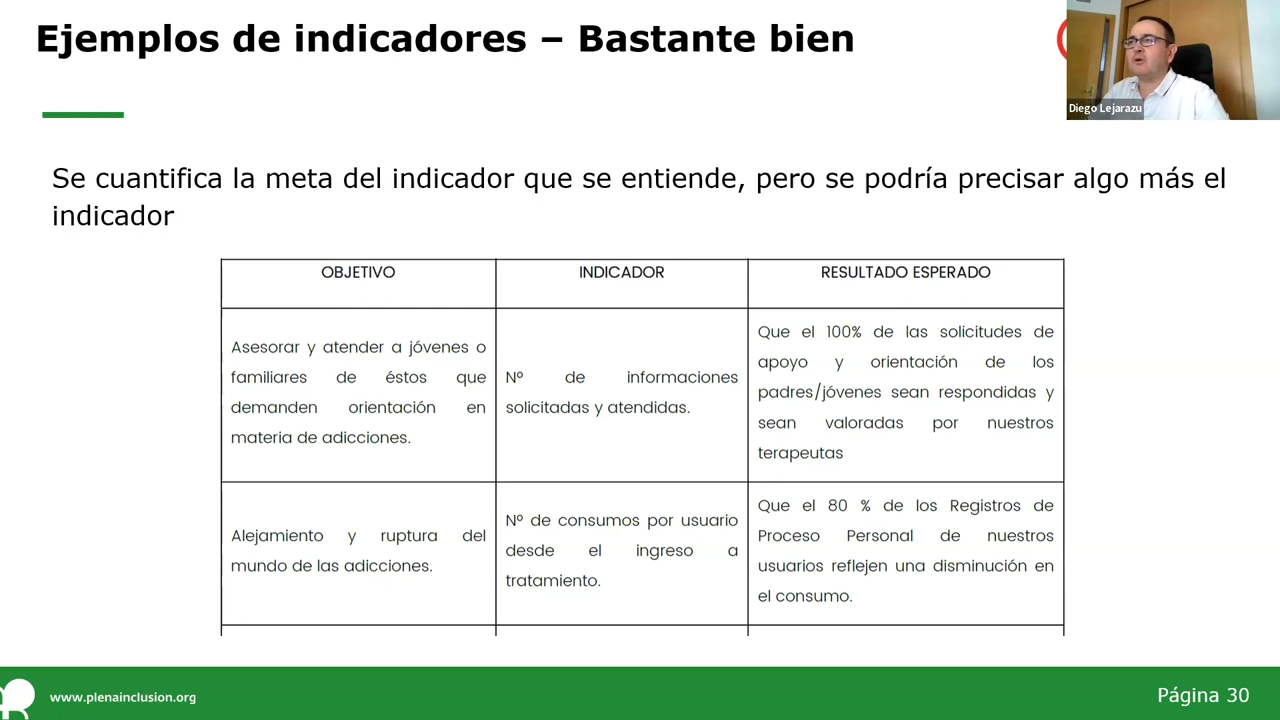 Ejemplos de indicadores – Bastante bien
Diego Lejarazu
Se cuantifica la meta del indicador que se entiende, pero se podría precisar algo más el
indicador
OBJETIVO
INDICADOR
RESULTADO ESPERADO
Asesorar y atender a jóvenes o
familiares de éstos que
demanden orientación en
materia de adicciones.
Nº de informaciones
solicitadas y atendidas.
Que el 100% de las solicitudes de
apoyo y orientación de los
padres/jóvenes sean respondidas y
sean valoradas por nuestros
terapeutas
Alejamiento y ruptura del
mundo de las adicciones.
Nº de consumos por usuario
desde el ingreso a
tratamiento.
Que el 80 % de los Registros de
Proceso Personal de nuestros
usuarios reflejen una disminución en
el consumo.
www.plenainclusion.org
Página 30